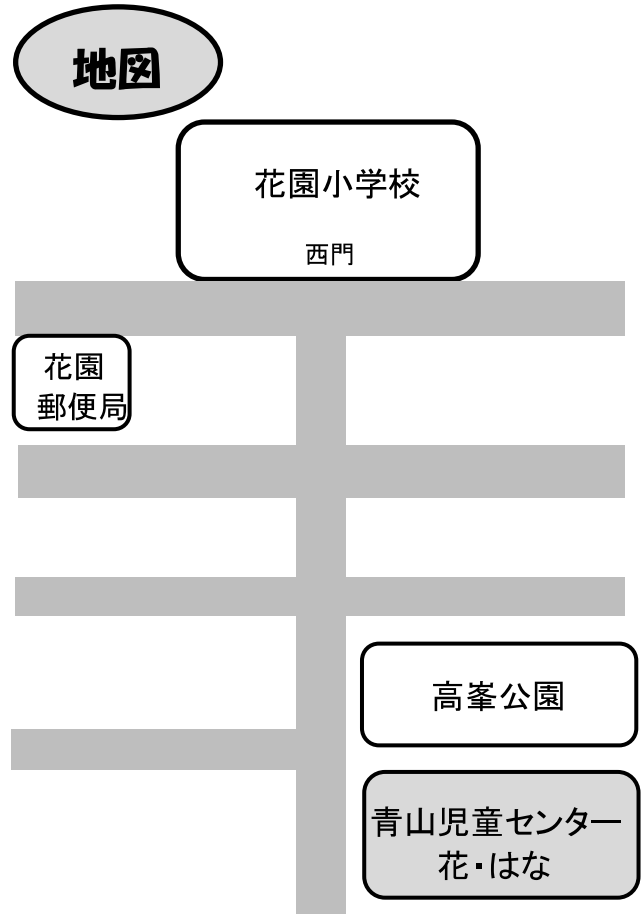 地図
花園小学校
西門
花園
郵便局
高峯公園
青山児童センター
花・はな